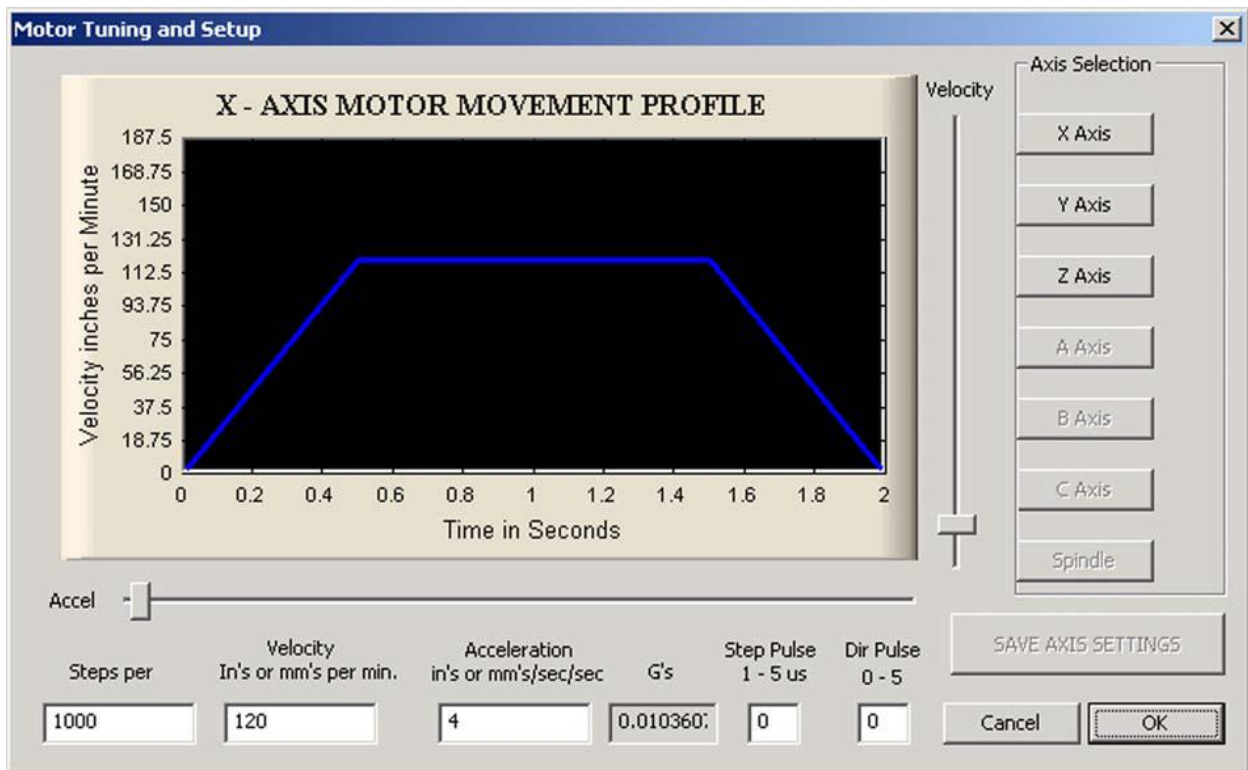 Motor Tuning and Setup
X - AXIS MOTOR MOVEMENT PROFILE
Velocity inches per Minute
187.5
168.75
150
131.25
112.5
93.75
75
56.25
37.5
18.75
0
0 0.2 0.4 0.6 0.8 1 1.2 1.4 1.6 1.8 2
Time in Seconds
Velocity
Axis Selection
X Axis
Y Axis
Z Axis
A Axis
B Axis
C Axis
Spindle
Accel
Steps per
1000
Velocity
In's or mm's per min.
120
Acceleration
in's or mm's/sec/sec
4
G's
0.010360
Step Pulse
1 - 5 us
0
Dir Pulse
0 - 5
0
SAVE AXIS SETTINGS
Cancel
OK